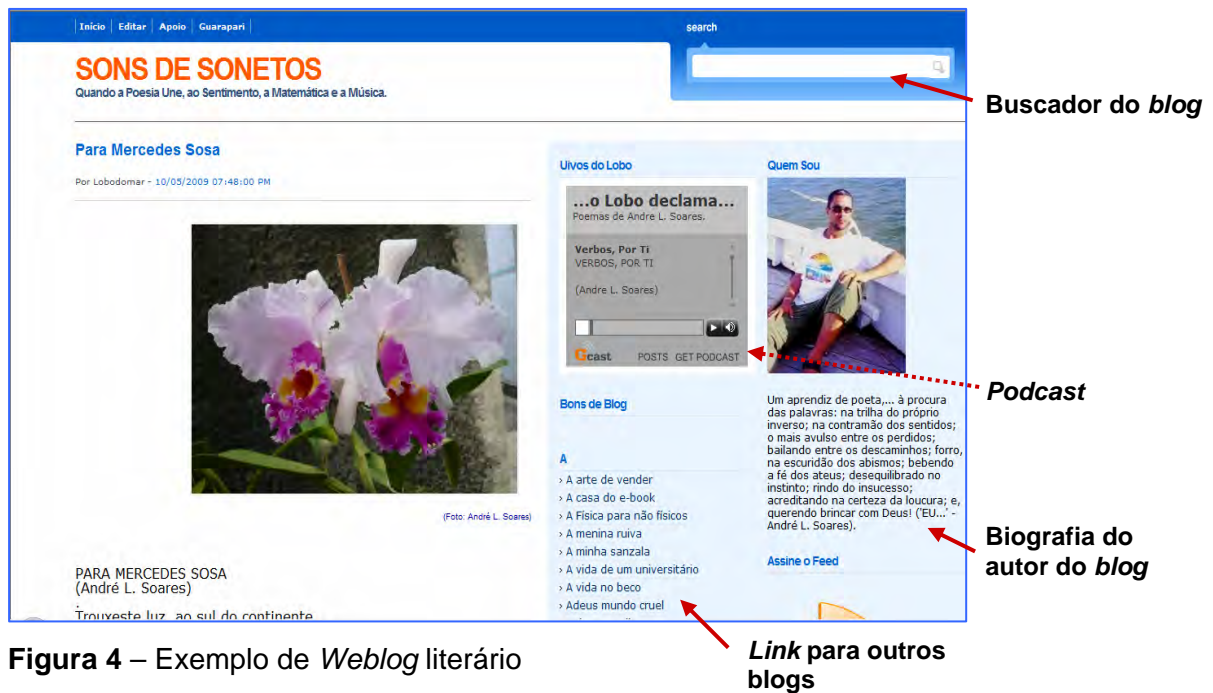 Início Editar Apoio Guarapari
search
SONS DE SONETOS
Quando a Poesia Une, ao Sentimento, a Matemática e a Música.
Buscador do blog
Para Mercedes Sosa
Por Lobodomar - 10/05/2009 07:48:00 PM
(Foto: André L. Soares)
PARA MERCEDES SOSA
(André L. Soares)
.
Trouxeste luz, ao sul do continente
Uivos do Lobo
...o Lobo declama...
Poemas de Andre L. Soares.
Verbos, Por Ti
VERBOS, POR TI
(Andre L. Soares)
Gcast POSTS GET PODCAST
Podcast
Bons de Blog
A
› A arte de vender
› A casa do e-book
› A Física para não físicos
› A menina ruiva
› A minha sanzala
› A vida de um universitário
› A vida no beco
› Adeus mundo cruel
Link para outros
blogs
Quem Sou
Um aprendiz de poeta,... à procura
das palavras: na trilha do próprio
inverso; na contramão dos sentidos;
o mais avulso entre os perdidos;
bailando entre os descaminhos; forro,
na escuridão dos abismos; bebendo
a fé dos ateus; desequilibrado no
instinto; rindo do insucesso;
acreditando na certeza da loucura; e,
querendo brincar com Deus! ('EU...' -
André L. Soares).
Biografia do
autor do blog
Assine o Feed
Figura 4 – Exemplo de Weblog literário